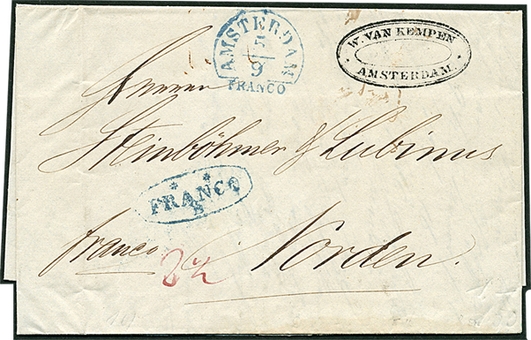 AMSTERDAM
5/9
FRANCO
W. VAN KEMPEN
· AMSTERDAM. ·
Herren
Steinböhmer & Lubinus
* *
FRANCO
B
franco
Norden.